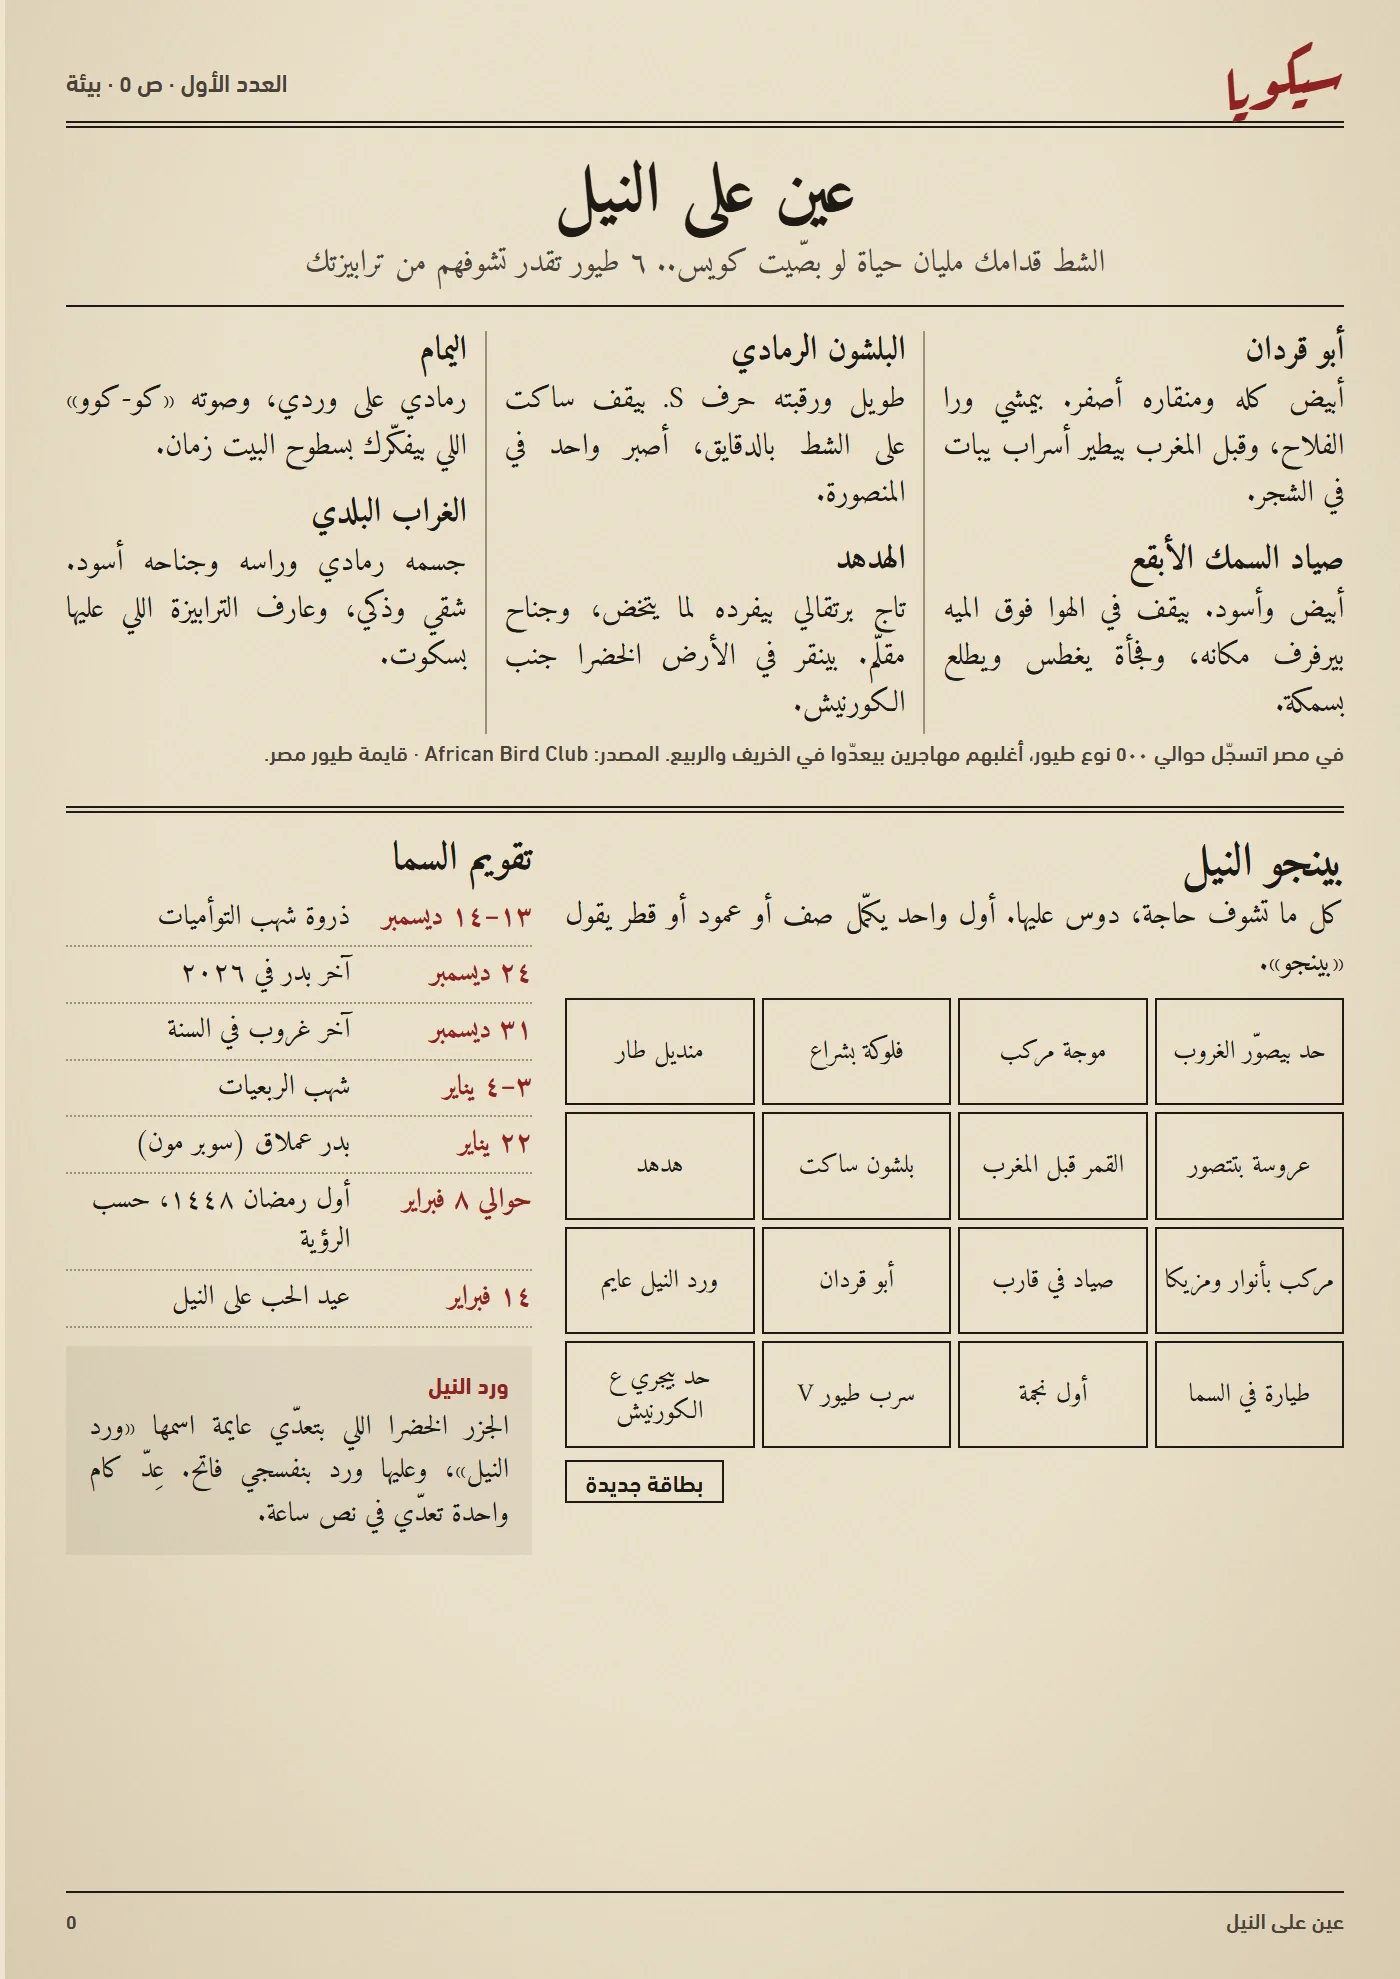 سيكويا
العدد الأول · ص ٥ · بيئة
عين على النيل
الشط قدامك مليان حياة لو بصّيت كويس.. ٦ طيور تقدر تشوفهم من ترابيزتك
أبو قردان
أبيض كله ومنقاره أصفر. بيمشي ورا
الفلاح، وقبل المغرب بيطير أسراب يبات
في الشجر.
صياد السمك الأبقع
أبيض وأسود. بيقف في الهوا فوق الميه
بيرفرف مكانه، وفجأة يغطس ويطلع
بسمكة.
البلشون الرمادي
طويل ورقبته حرف S. بيقف ساكت
على الشط بالدقايق، أصبر واحد في
المنصورة.
الهدهد
تاج برتقالي بيفرده لما يتخض، وجناح
مقلّم. بينقر في الأرض الخضرا جنب
الكورنيش.
اليمام
رمادي على وردي، وصوته «كو-كوو»
اللي بيفكّرك بسطوح البيت زمان.
الغراب البلدي
جسمه رمادي وراسه وجناحه أسود.
شقي وذكي، وعارف الترابيزة اللي عليها
بسكوت.
في مصر اتسجّل حوالي ٥٠٠ نوع طيور، أغلبهم مهاجرين بيعدّوا في الخريف والربيع. المصدر: African Bird Club · قايمة طيور مصر.
بينجو النيل
كل ما تشوف حاجة، دوس عليها. أول واحد يكمّل صف أو عمود أو قطر يقول
«بينجو».
حد بيصوّر الغروب
موجة مركب
فلوكة بشراع
منديل طار
عروسة بتتصور
القمر قبل المغرب
بلشون ساكت
هدهد
مركب بأنوار ومزيكا
صياد في قارب
أبو قردان
ورد النيل عايم
طيارة في السما
أول نجمة
سرب طيور V
حد بيجري ع
الكورنيش
بطاقة جديدة
تقويم السما
١٣–١٤ ديسمبر ذروة شهب التوأميات
٢٤ ديسمبر آخر بدر في ٢٠٢٦
٣١ ديسمبر آخر غروب في السنة
٣–٤ يناير شهب الربعيات
٢٢ يناير بدر عملاق (سوبر مون)
حوالي ٨ فبراير أول رمضان ١٤٤٨، حسب
الرؤية
١٤ فبراير عيد الحب على النيل
ورد النيل
الجزر الخضرا اللي بتعدّي عايمة اسمها «ورد
النيل»، وعليها ورد بنفسجي فاتح. عِدّ كام
واحدة تعدّي في نص ساعة.
عين على النيل
٥